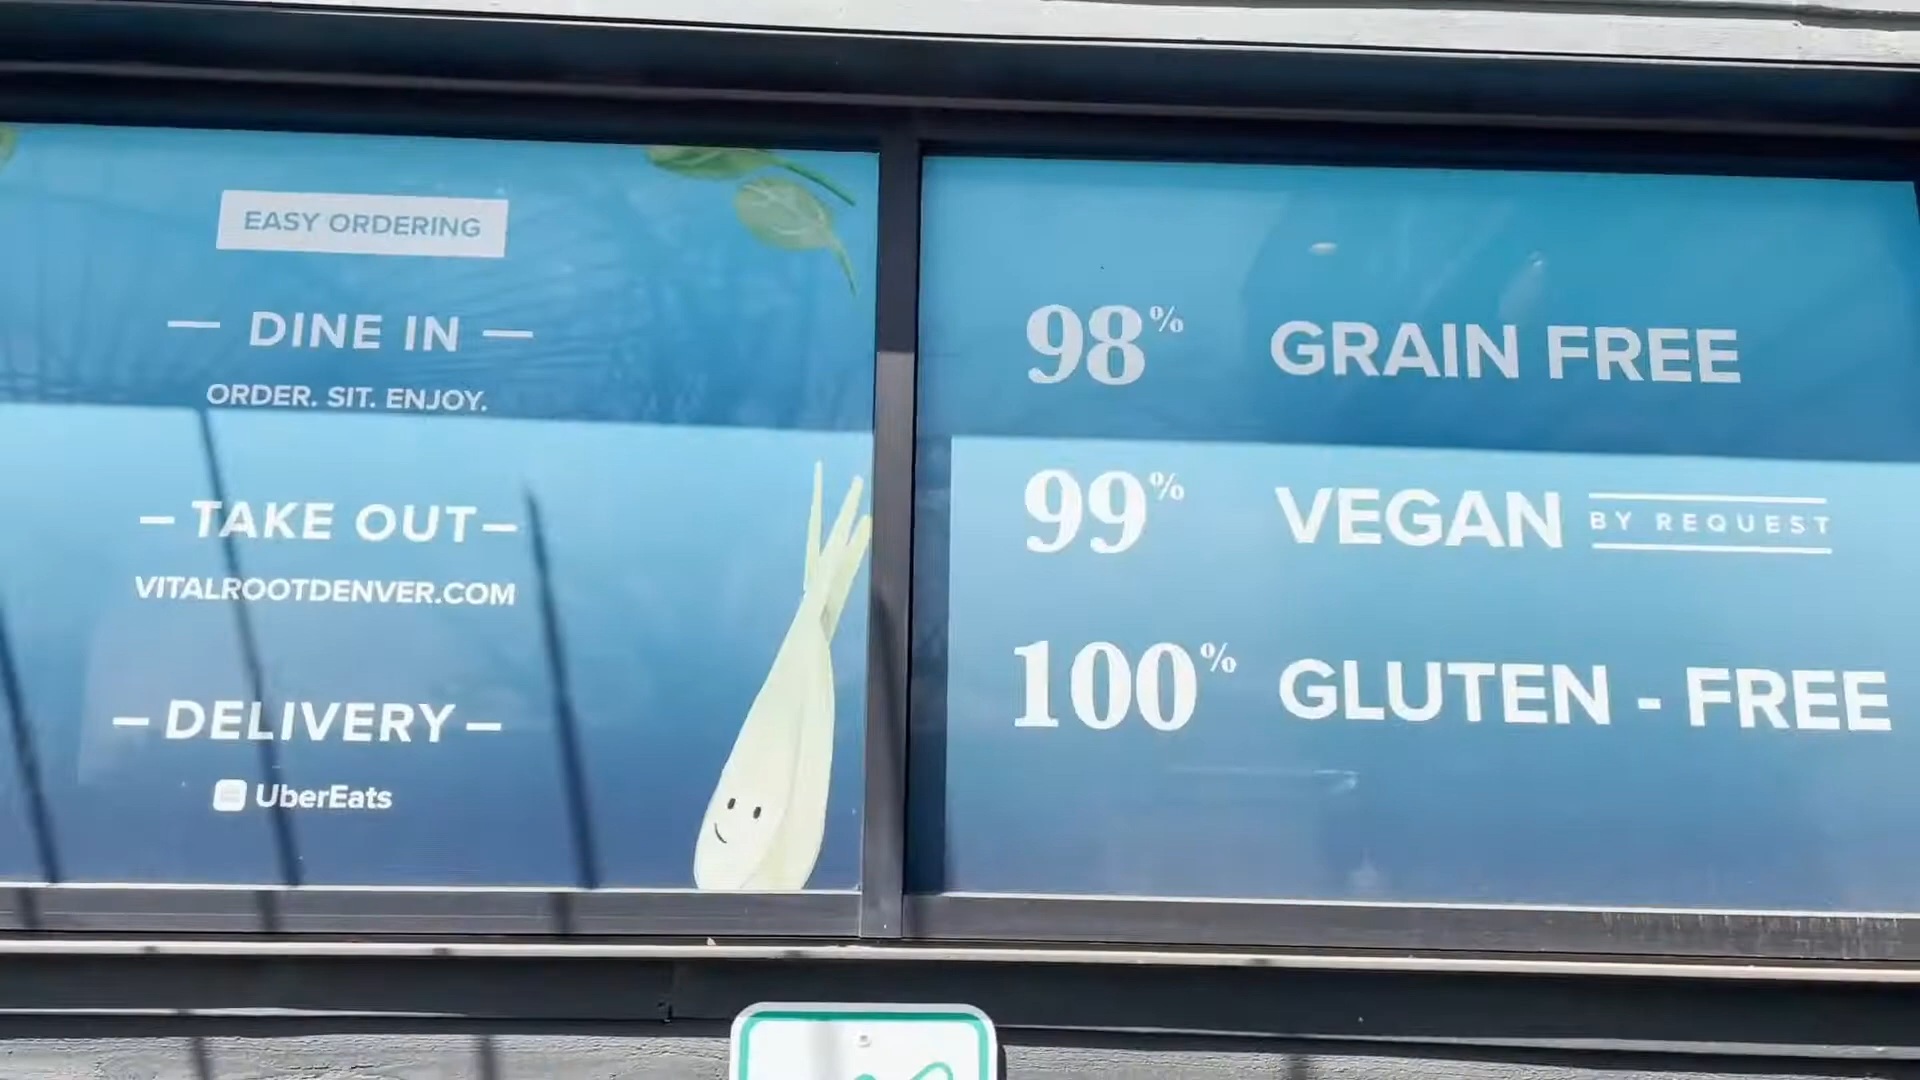 EASY ORDERING
— DINE IN —
ORDER. SIT. ENJOY.
— TAKE OUT —
VITALROOTDENVER.COM
— DELIVERY —
UberEats
98% GRAIN FREE
99% VEGAN BY REQUEST
100% GLUTEN - FREE